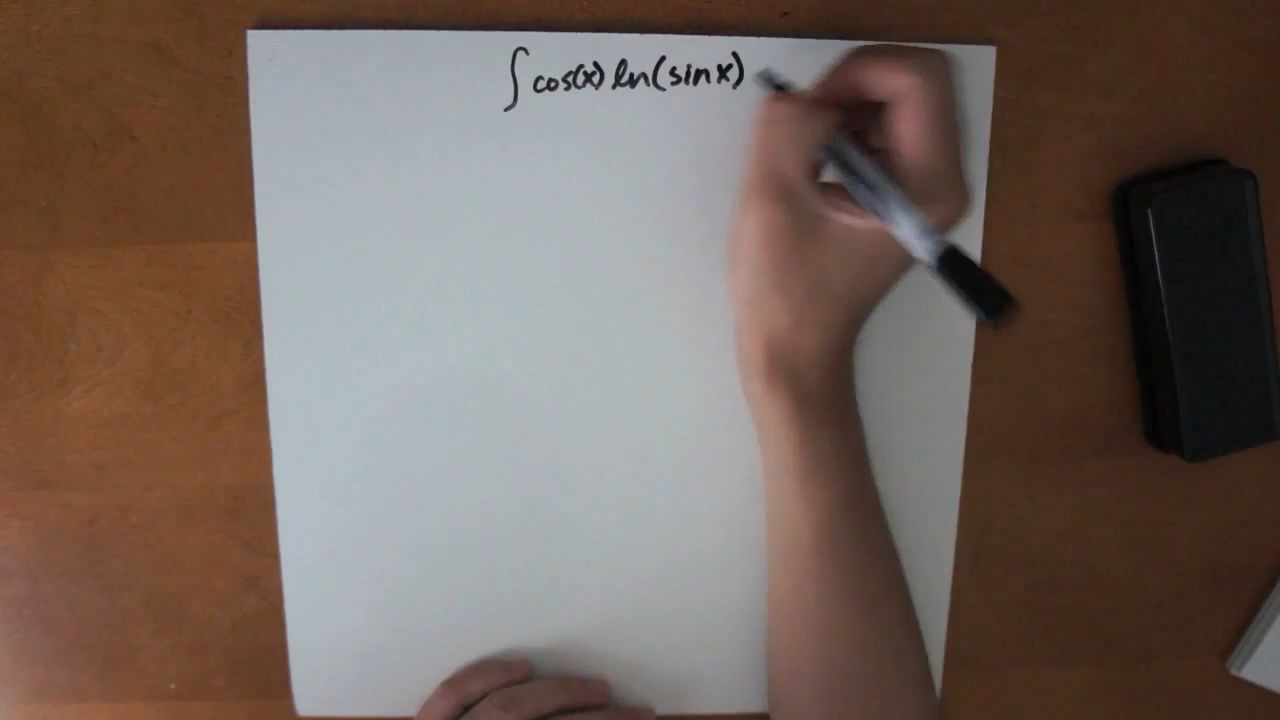 ∫ cos(x) ln(sinx)